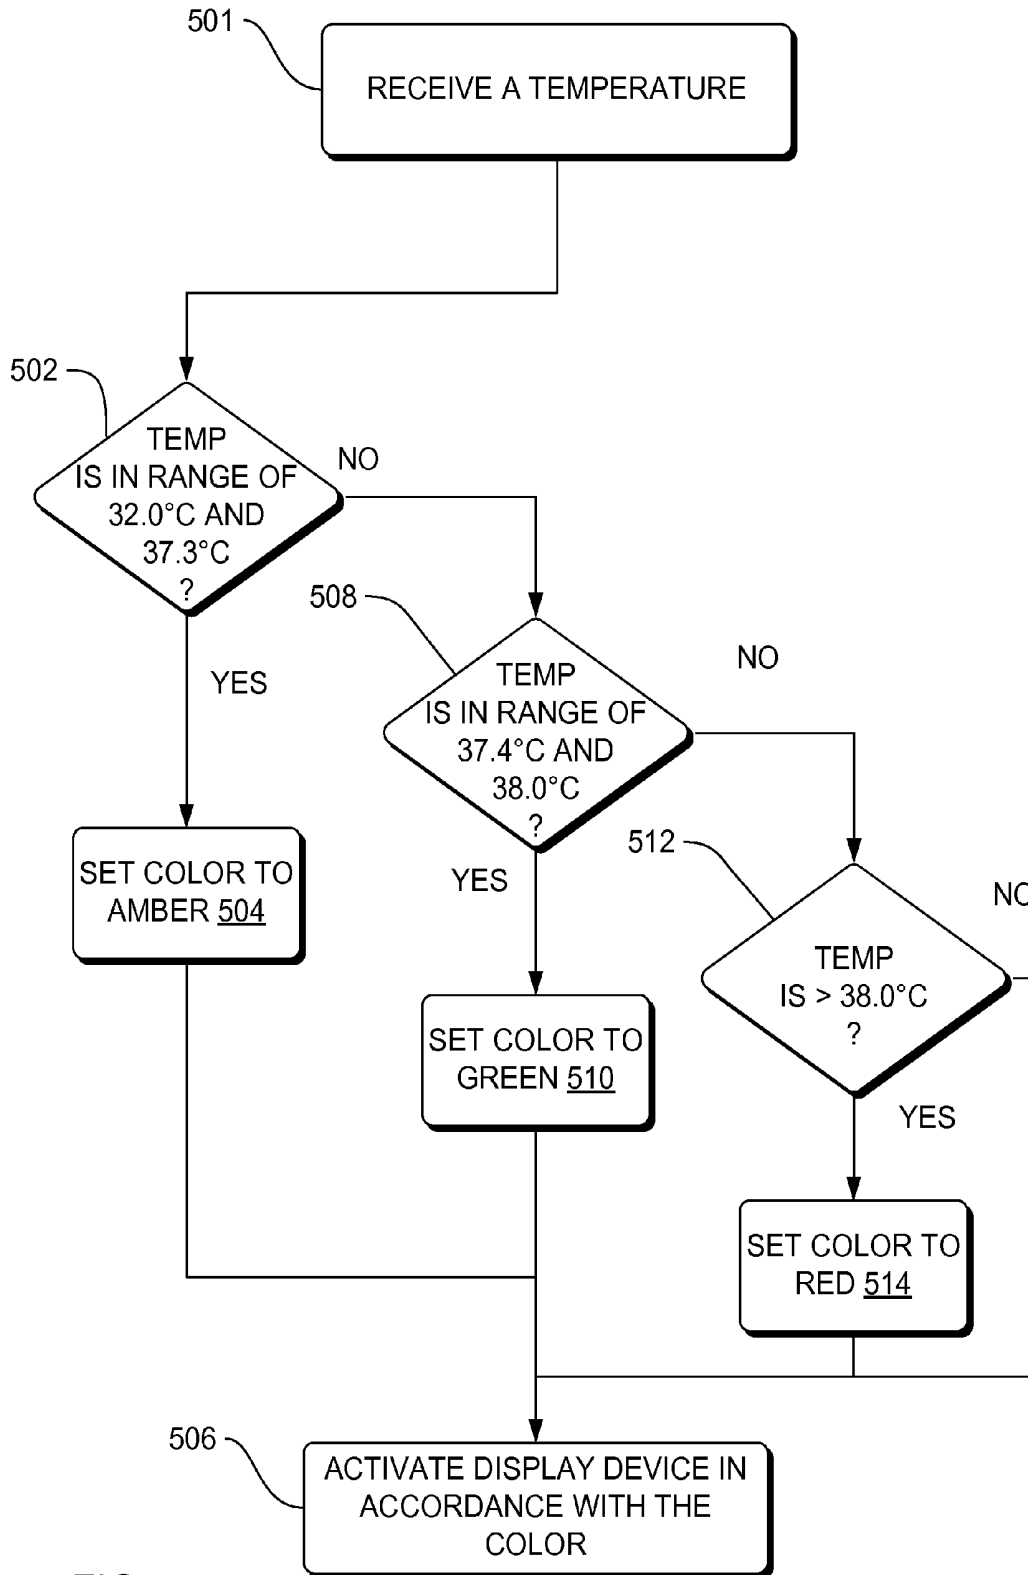 501
RECEIVE A TEMPERATURE
502
TEMP
IS IN RANGE OF
32.0°C AND
37.3°C
?
NO
YES
508
TEMP
IS IN RANGE OF
37.4°C AND
38.0°C
?
NO
YES
SET COLOR TO
AMBER 504
512
TEMP
IS > 38.0°C
?
NO
YES
SET COLOR TO
GREEN 510
SET COLOR TO
RED 514
506
ACTIVATE DISPLAY DEVICE IN
ACCORDANCE WITH THE
COLOR